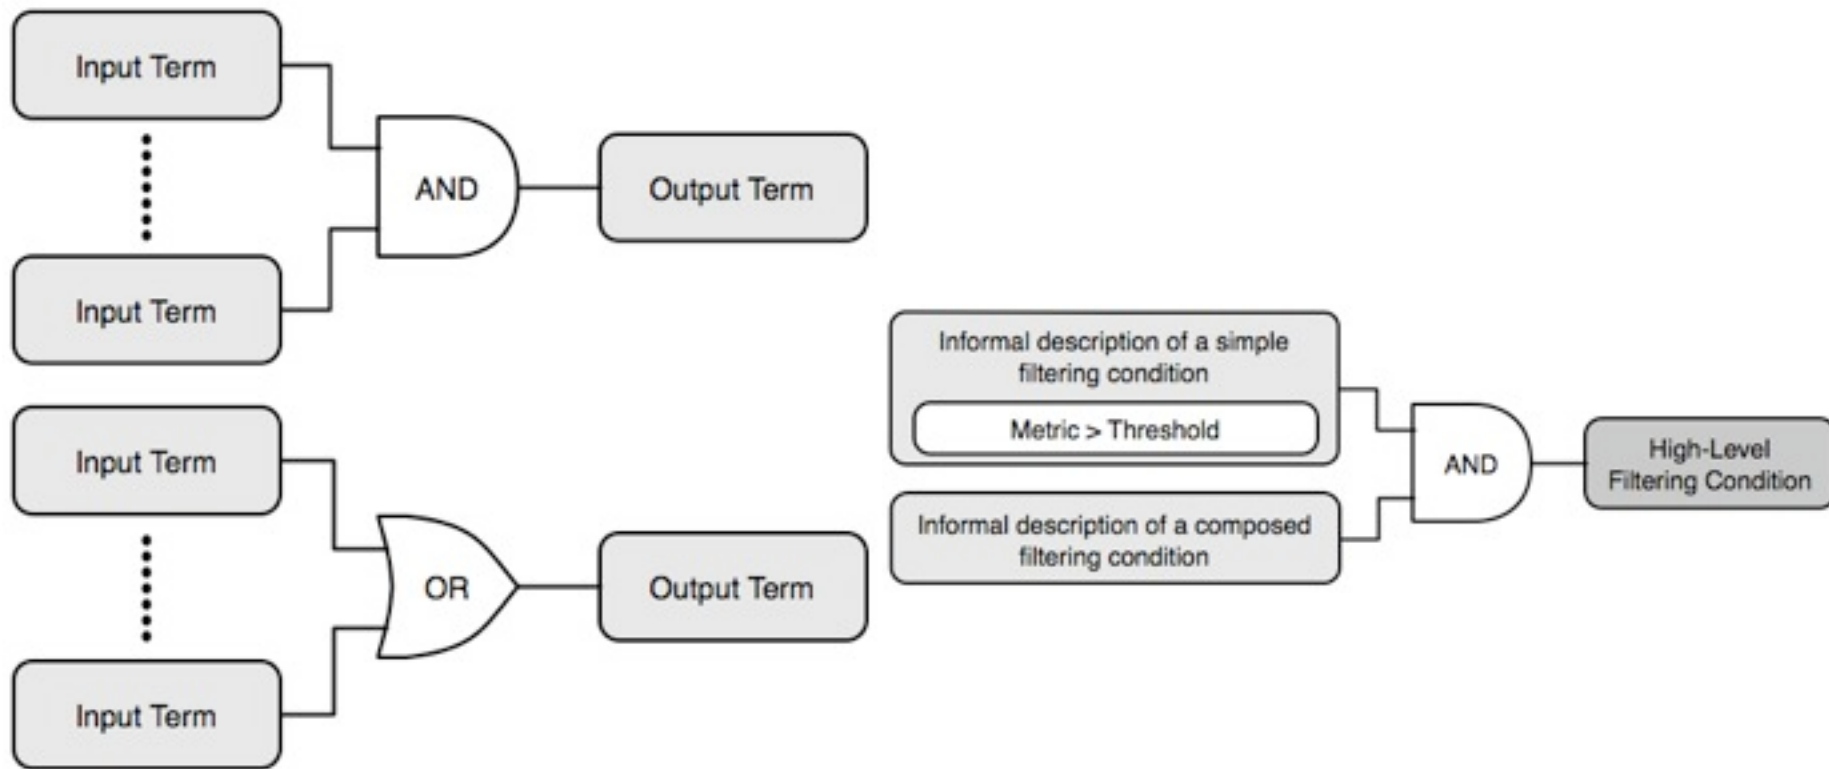 Input Term
AND
Output Term
Input Term
Input Term
OR
Output Term
Input Term
Informal description of a simple
filtering condition
Metric > Threshold
Informal description of a composed
filtering condition
AND
High-Level
Filtering Condition